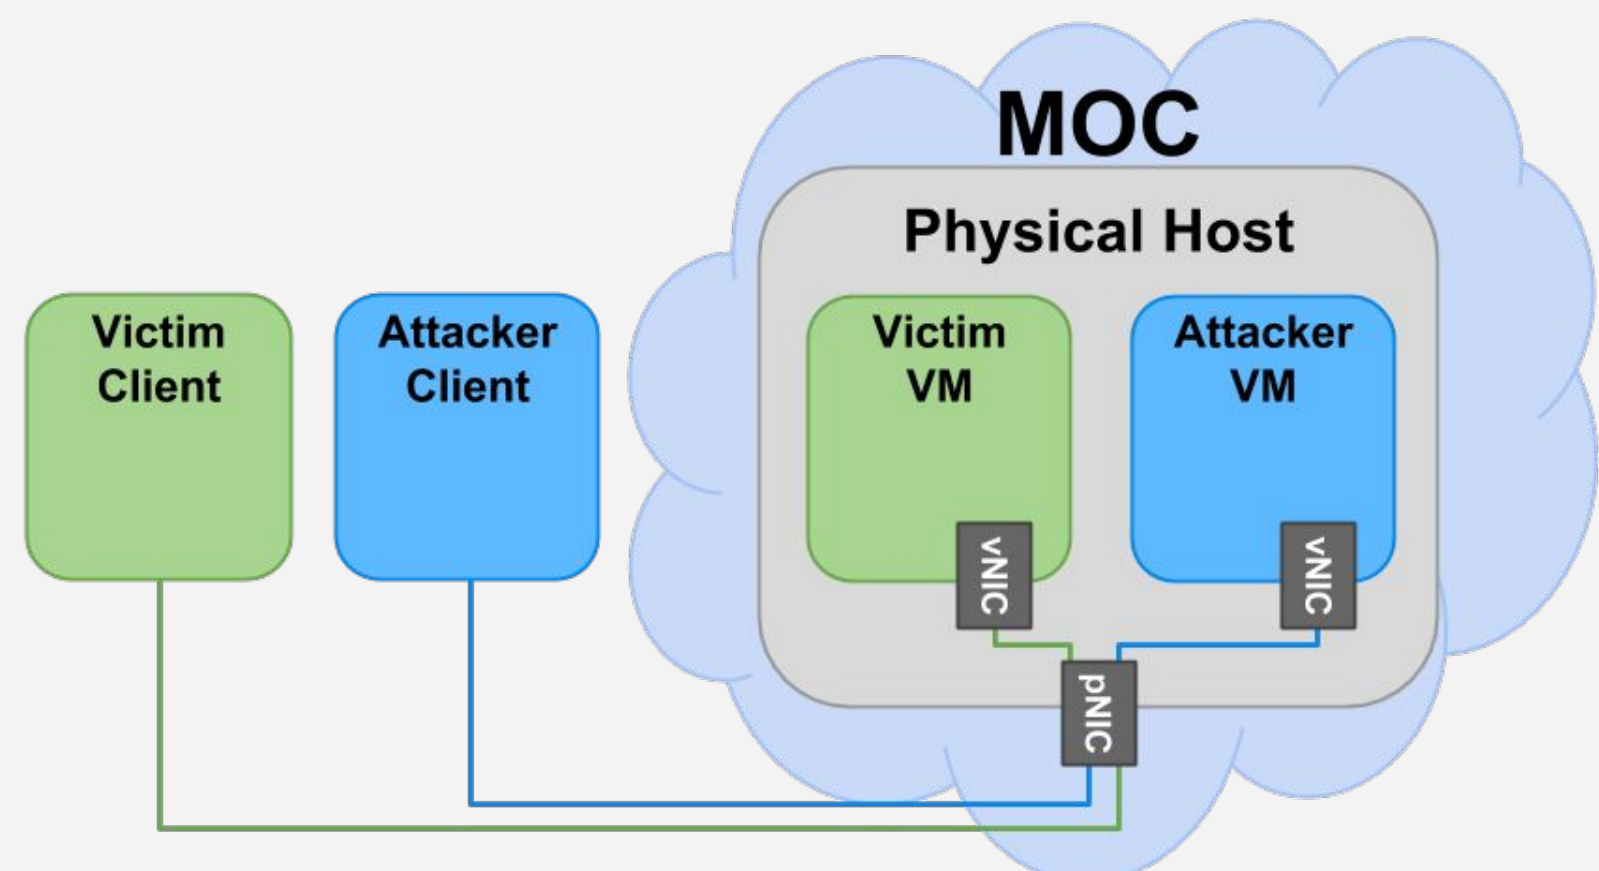 MOC
Physical Host
Victim
Client
Attacker
Client
Victim
VM
Attacker
VM
vNIC
vNIC
pNIC